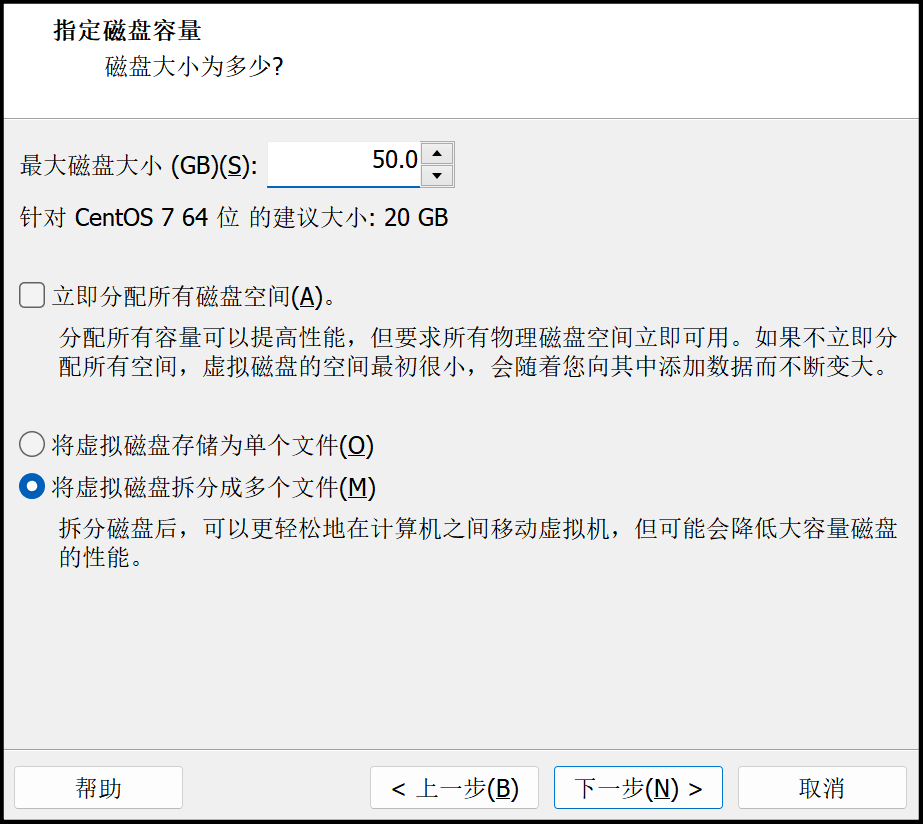 指定磁盘容量
磁盘大小为多少?
最大磁盘大小 (GB)(S): 50.0
针对 CentOS 7 64 位 的建议大小: 20 GB
立即分配所有磁盘空间(A)。
分配所有容量可以提高性能，但要求所有物理磁盘空间立即可用。如果不立即分
配所有空间，虚拟磁盘的空间最初很小，会随着您向其中添加数据而不断变大。
将虚拟磁盘存储为单个文件(O)
将虚拟磁盘拆分成多个文件(M)
拆分磁盘后，可以更轻松地在计算机之间移动虚拟机，但可能会降低大容量磁盘
的性能。
帮助 < 上一步(B) 下一步(N) > 取消